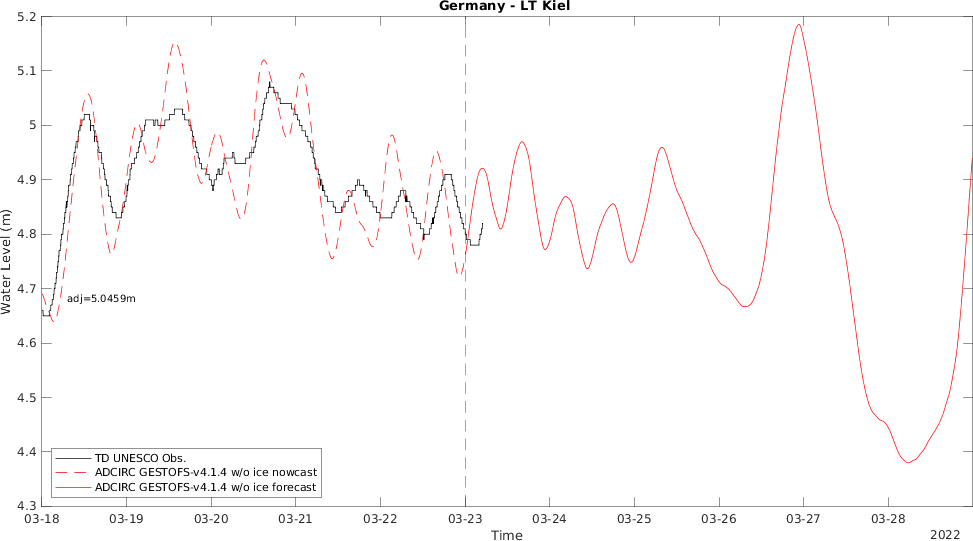 Germany - LT Kiel
5.2
5.1
5
4.9
4.8
4.7
4.6
4.5
4.4
4.3
Water Level (m)
adj=5.0459m
TD UNESCO Obs.
ADCIRC GESTOFS-v4.1.4 w/o ice nowcast
ADCIRC GESTOFS-v4.1.4 w/o ice forecast
03-18 03-19 03-20 03-21 03-22 03-23 03-24 03-25 03-26 03-27 03-28
Time
2022